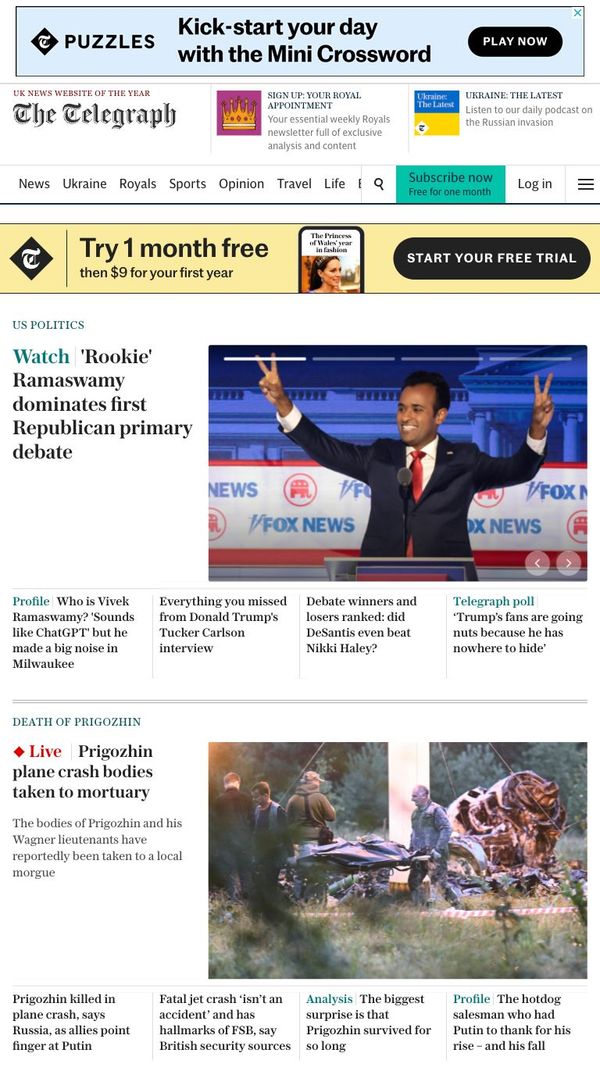 PUZZLES
Kick-start your day
with the Mini Crossword
PLAY NOW
UK NEWS WEBSITE OF THE YEAR
The Telegraph
SIGN UP: YOUR ROYAL
APPOINTMENT
Your essential weekly Royals
newsletter full of exclusive
analysis and content
Ukraine:
The Latest
UKRAINE: THE LATEST
Listen to our daily podcast on
the Russian invasion
News Ukraine Royals Sports Opinion Travel Life
Subscribe now
Free for one month
Log in
Try 1 month free
then $9 for your first year
The Princess
of Wales' year
in fashion
START YOUR FREE TRIAL
US POLITICS
Watch | 'Rookie'
Ramaswamy
dominates first
Republican primary
debate
NEWS
FOX NEWS
FOX N
OX NEWS
Profile | Who is Vivek
Ramaswamy? 'Sounds
like ChatGPT' but he
made a big noise in
Milwaukee
Everything you missed
from Donald Trump's
Tucker Carlson
interview
Debate winners and
losers ranked: did
DeSantis even beat
Nikki Haley?
Telegraph poll |
‘Trump’s fans are going
nuts because he has
nowhere to hide’
DEATH OF PRIGOZHIN
Live | Prigozhin
plane crash bodies
taken to mortuary
The bodies of Prigozhin and his
Wagner lieutenants have
reportedly been taken to a local
morgue
Prigozhin killed in
plane crash, says
Russia, as allies point
finger at Putin
Fatal jet crash ‘isn’t an
accident’ and has
hallmarks of FSB, say
British security sources
Analysis | The biggest
surprise is that
Prigozhin survived for
so long
Profile | The hotdog
salesman who had
Putin to thank for his
rise – and his fall